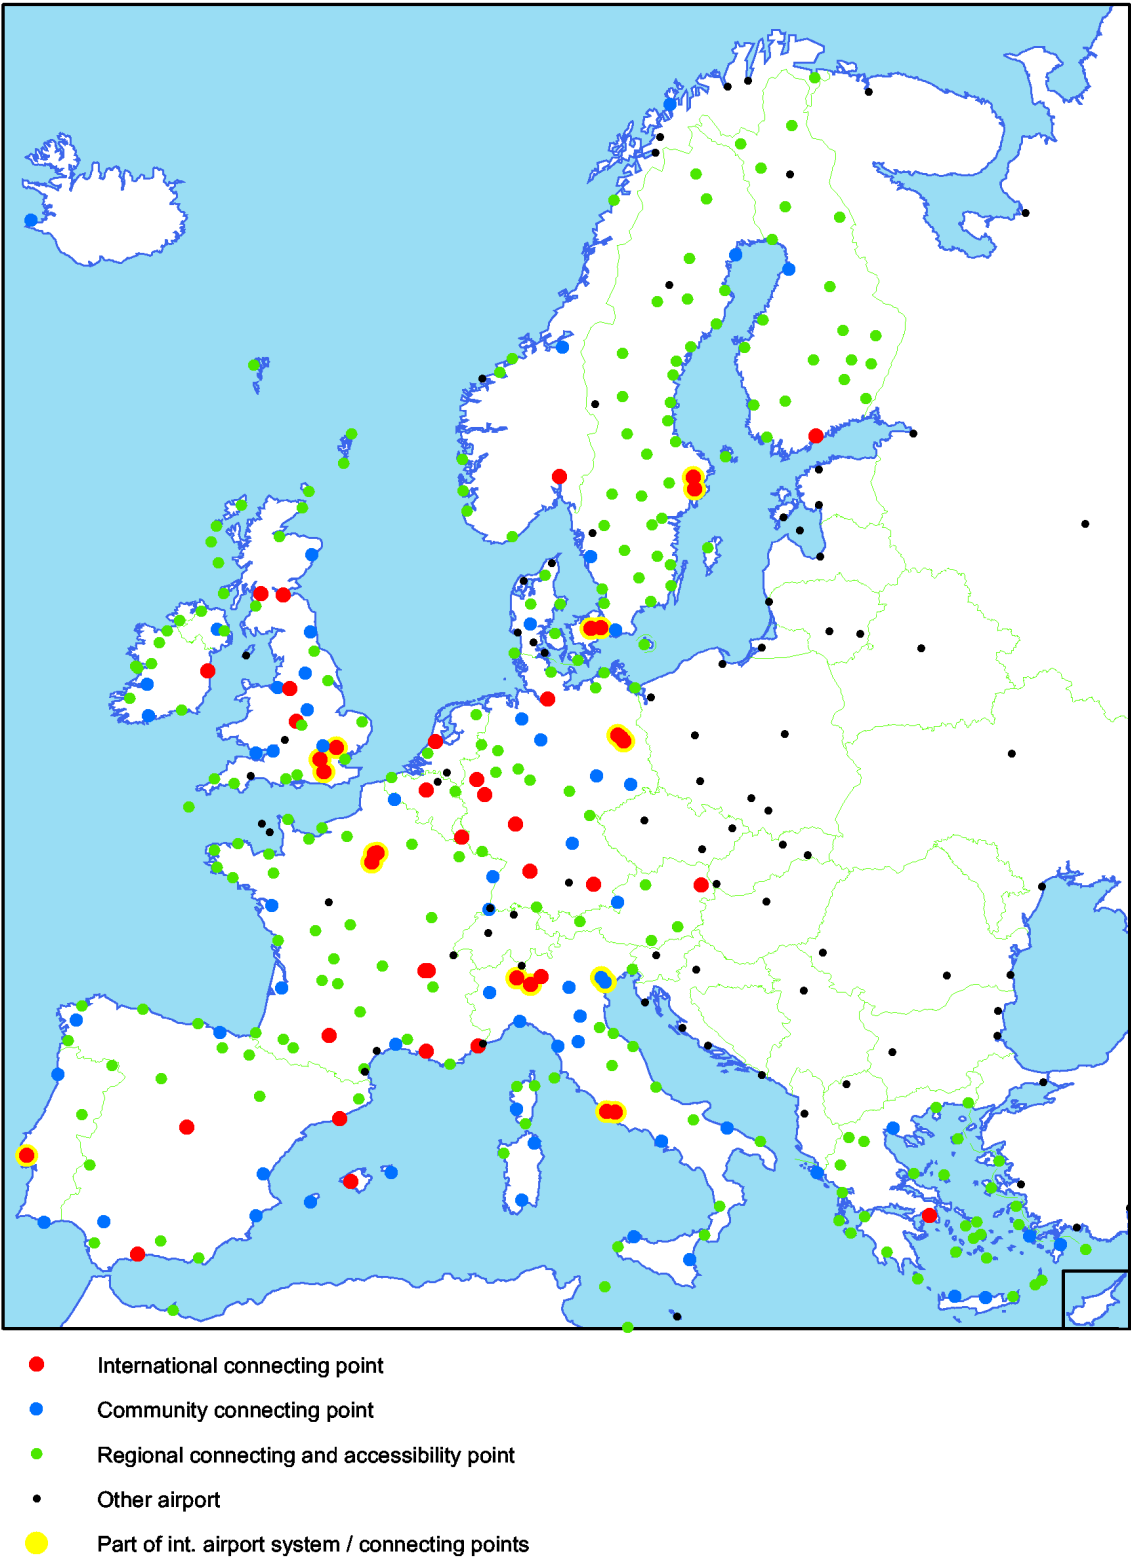 International connecting point
Community connecting point
Regional connecting and accessibility point
Other airport
Part of int. airport system / connecting points